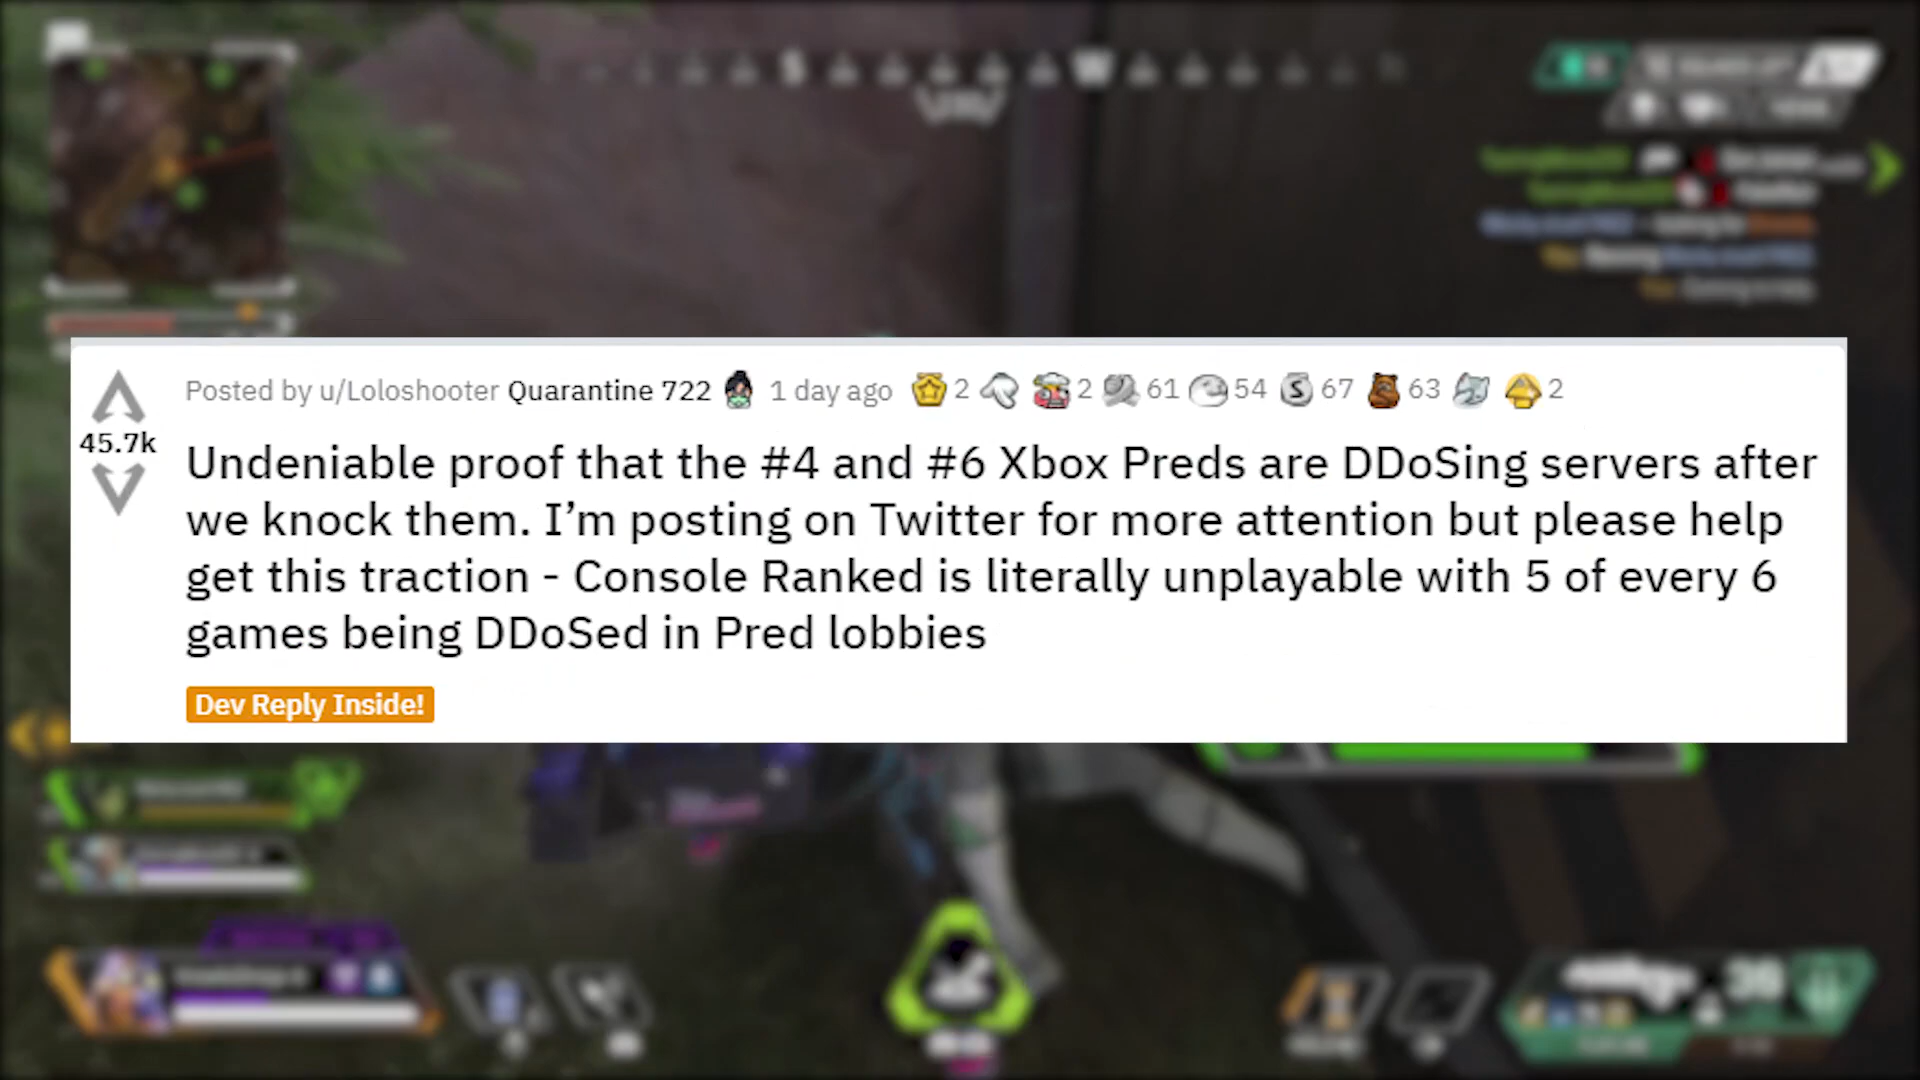 S
W
Posted by u/Loloshooter Quarantine 722 1 day ago 2 2 61 54 S 67 63 2
45.7k
Undeniable proof that the #4 and #6 Xbox Preds are DDoSing servers after
we knock them. I’m posting on Twitter for more attention but please help
get this traction - Console Ranked is literally unplayable with 5 of every 6
games being DDoSed in Pred lobbies
Dev Reply Inside!